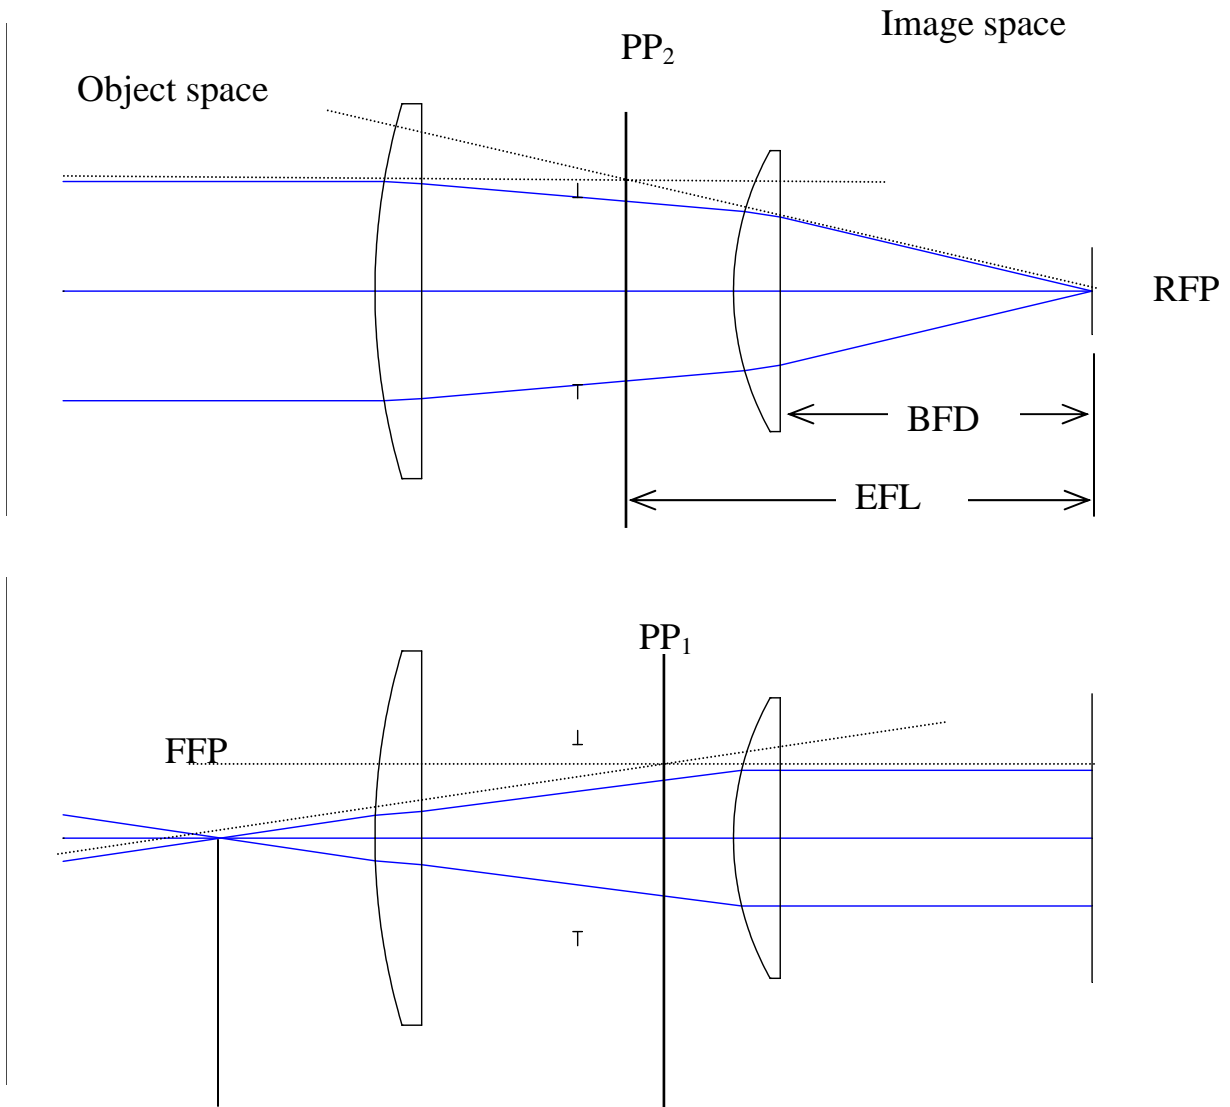 Image space
PP₂
Object space
RFP
BFD
EFL
PP₁
FFP